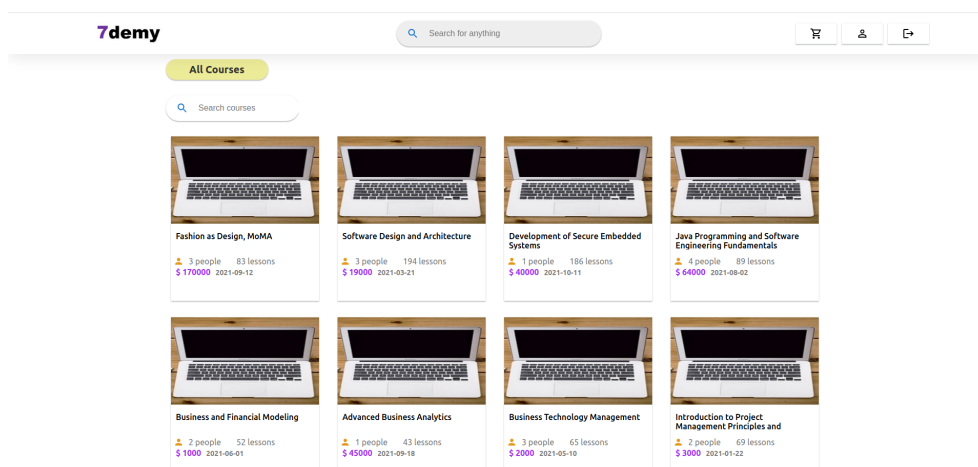 7demy
Search for anything
All Courses
Search courses
Fashion as Design, MoMA
3 people 83 lessons
$ 170000 2021-09-12
Software Design and Architecture
3 people 194 lessons
$ 19000 2021-03-21
Development of Secure Embedded
Systems
1 people 186 lessons
$ 40000 2021-10-11
Java Programming and Software
Engineering Fundamentals
4 people 89 lessons
$ 64000 2021-08-02
Business and Financial Modeling
2 people 52 lessons
$ 1000 2021-06-01
Advanced Business Analytics
1 people 43 lessons
$ 45000 2021-09-18
Business Technology Management
3 people 65 lessons
$ 2000 2021-05-10
Introduction to Project
Management Principles and
2 people 69 lessons
$ 3000 2021-01-22